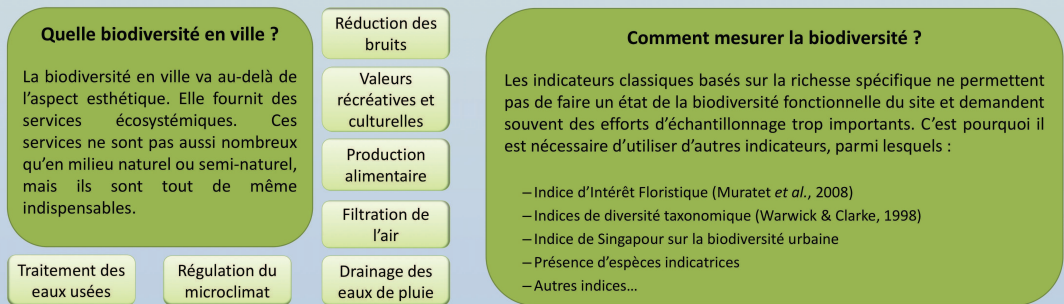 Quelle biodiversité en ville ?
La biodiversité en ville va au-delà de
l'aspect esthétique. Elle fournit des
services écosystémiques. Ces
services ne sont pas aussi nombreux
qu'en milieu naturel ou semi-naturel,
mais ils sont tout de même
indispensables.
Réduction des
bruits
Valeurs
récréatives et
culturelles
Production
alimentaire
Filtration de
l'air
Traitement des
eaux usées
Régulation du
microclimat
Drainage des
eaux de pluie
Comment mesurer la biodiversité ?
Les indicateurs classiques basés sur la richesse spécifique ne permettent
pas de faire un état de la biodiversité fonctionnelle du site et demandent
souvent des efforts d'échantillonnage trop importants. C'est pourquoi il
est nécessaire d'utiliser d'autres indicateurs, parmi lesquels :
– Indice d'Intérêt Floristique (Muratet et al., 2008)
– Indices de diversité taxonomique (Warwick & Clarke, 1998)
– Indice de Singapour sur la biodiversité urbaine
– Présence d'espèces indicatrices
– Autres indices…